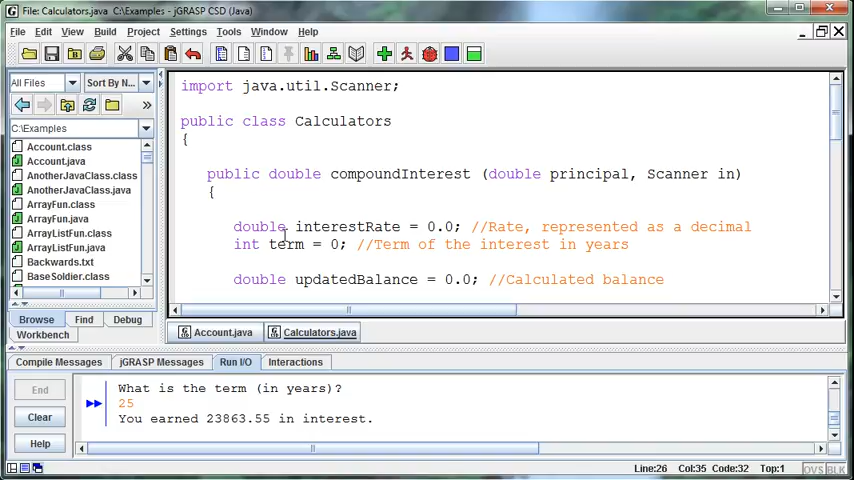 File: Calculators.java  C:\Examples - jGRASP CSD (Java)
File Edit View Build Project Settings Tools Window Help
All Files Sort By N...
C:\Examples
Account.class
Account.java
AnotherJavaClass.class
AnotherJavaClass.java
ArrayFun.class
ArrayFun.java
ArrayListFun.class
ArrayListFun.java
Backwards.txt
BaseSoldier.class
Browse Find Debug
Workbench
import java.util.Scanner;
public class Calculators
{
public double compoundInterest (double principal, Scanner in)
{
double interestRate = 0.0; //Rate, represented as a decimal
int term = 0; //Term of the interest in years
double updatedBalance = 0.0; //Calculated balance
Account.java Calculators.java
Compile Messages jGRASP Messages Run I/O Interactions
End
Clear
Help
What is the term (in years)?
25
You earned 23863.55 in interest.
Line:26 Col:35 Code:32 Top:1 OVS BLK